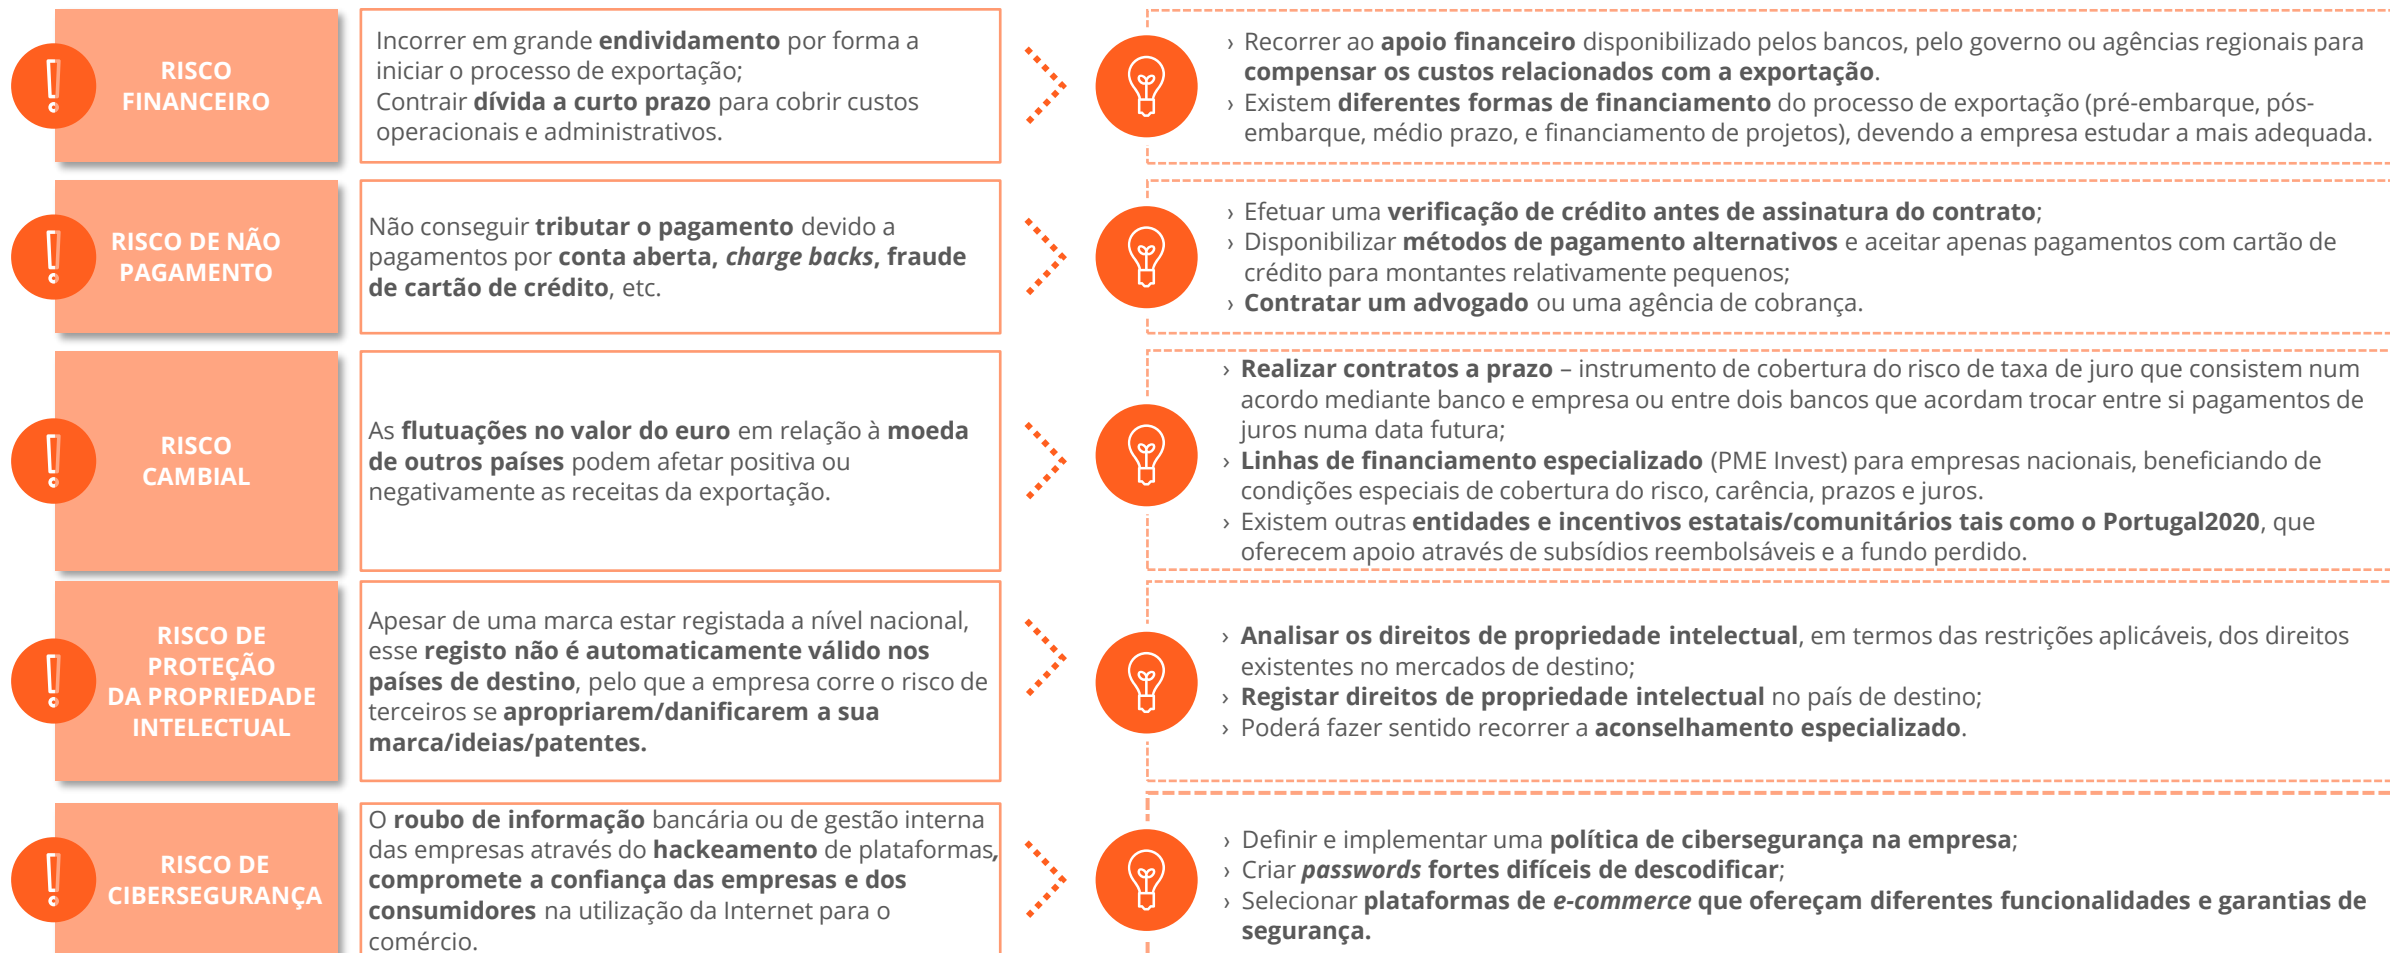 RISCO
FINANCEIRO
Incorrer em grande endividamento por forma a
iniciar o processo de exportação;
Contrair dívida a curto prazo para cobrir custos
operacionais e administrativos.
› Recorrer ao apoio financeiro disponibilizado pelos bancos, pelo governo ou agências regionais para
compensar os custos relacionados com a exportação.
› Existem diferentes formas de financiamento do processo de exportação (pré-embarque, pós-
embarque, médio prazo, e financiamento de projetos), devendo a empresa estudar a mais adequada.
RISCO DE NÃO
PAGAMENTO
Não conseguir tributar o pagamento devido a
pagamentos por conta aberta, charge backs, fraude
de cartão de crédito, etc.
› Efetuar uma verificação de crédito antes de assinatura do contrato;
› Disponibilizar métodos de pagamento alternativos e aceitar apenas pagamentos com cartão de
crédito para montantes relativamente pequenos;
› Contratar um advogado ou uma agência de cobrança.
RISCO
CAMBIAL
As flutuações no valor do euro em relação à moeda
de outros países podem afetar positiva ou
negativamente as receitas da exportação.
› Realizar contratos a prazo – instrumento de cobertura do risco de taxa de juro que consistem num
acordo mediante banco e empresa ou entre dois bancos que acordam trocar entre si pagamentos de
juros numa data futura;
› Linhas de financiamento especializado (PME Invest) para empresas nacionais, beneficiando de
condições especiais de cobertura do risco, carência, prazos e juros.
› Existem outras entidades e incentivos estatais/comunitários tais como o Portugal2020, que
oferecem apoio através de subsídios reembolsáveis e a fundo perdido.
RISCO DE
PROTEÇÃO
DA PROPRIEDADE
INTELECTUAL
Apesar de uma marca estar registada a nível nacional,
esse registo não é automaticamente válido nos
países de destino, pelo que a empresa corre o risco de
terceiros se apropriarem/danificarem a sua
marca/ideias/patentes.
› Analisar os direitos de propriedade intelectual, em termos das restrições aplicáveis, dos direitos
existentes no mercados de destino;
› Registar direitos de propriedade intelectual no país de destino;
› Poderá fazer sentido recorrer a aconselhamento especializado.
RISCO DE
CIBERSEGURANÇA
O roubo de informação bancária ou de gestão interna
das empresas através do hackeamento de plataformas,
compromete a confiança das empresas e dos
consumidores na utilização da Internet para o
comércio.
› Definir e implementar uma política de cibersegurança na empresa;
› Criar passwords fortes difíceis de descodificar;
› Selecionar plataformas de e-commerce que ofereçam diferentes funcionalidades e garantias de
segurança.